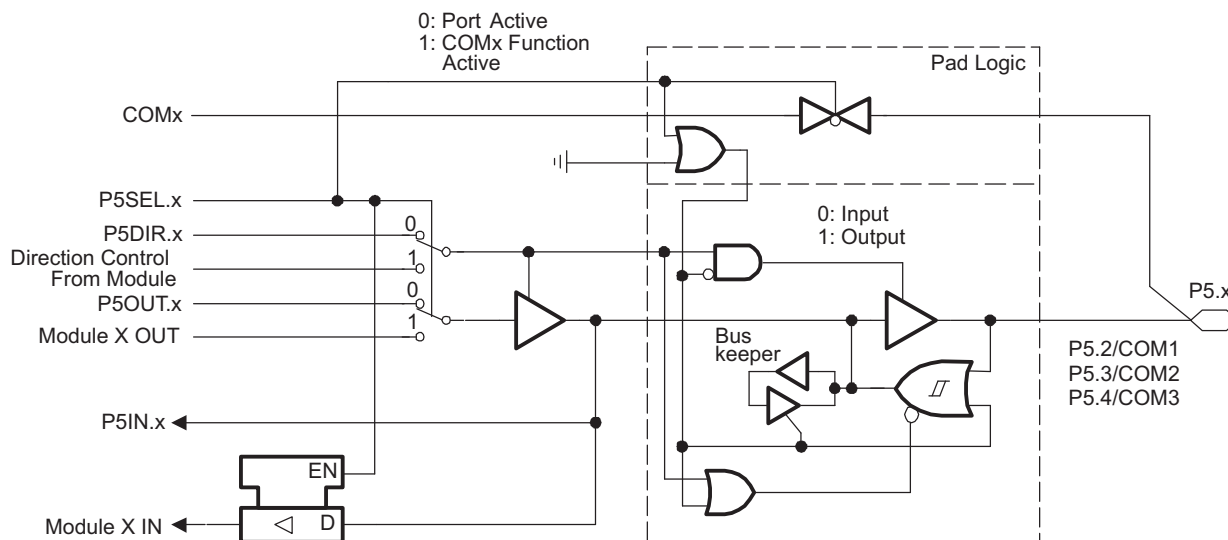 0: Port Active
1: COMx Function
Active
Pad Logic
COMx
P5SEL.x
0
P5DIR.x
0: Input
1: Output
Direction Control
From Module
1
P5OUT.x
0
P5.x
Module X OUT
1
Bus
keeper
P5.2/COM1
P5.3/COM2
P5.4/COM3
P5IN.x
EN
Module X IN
D